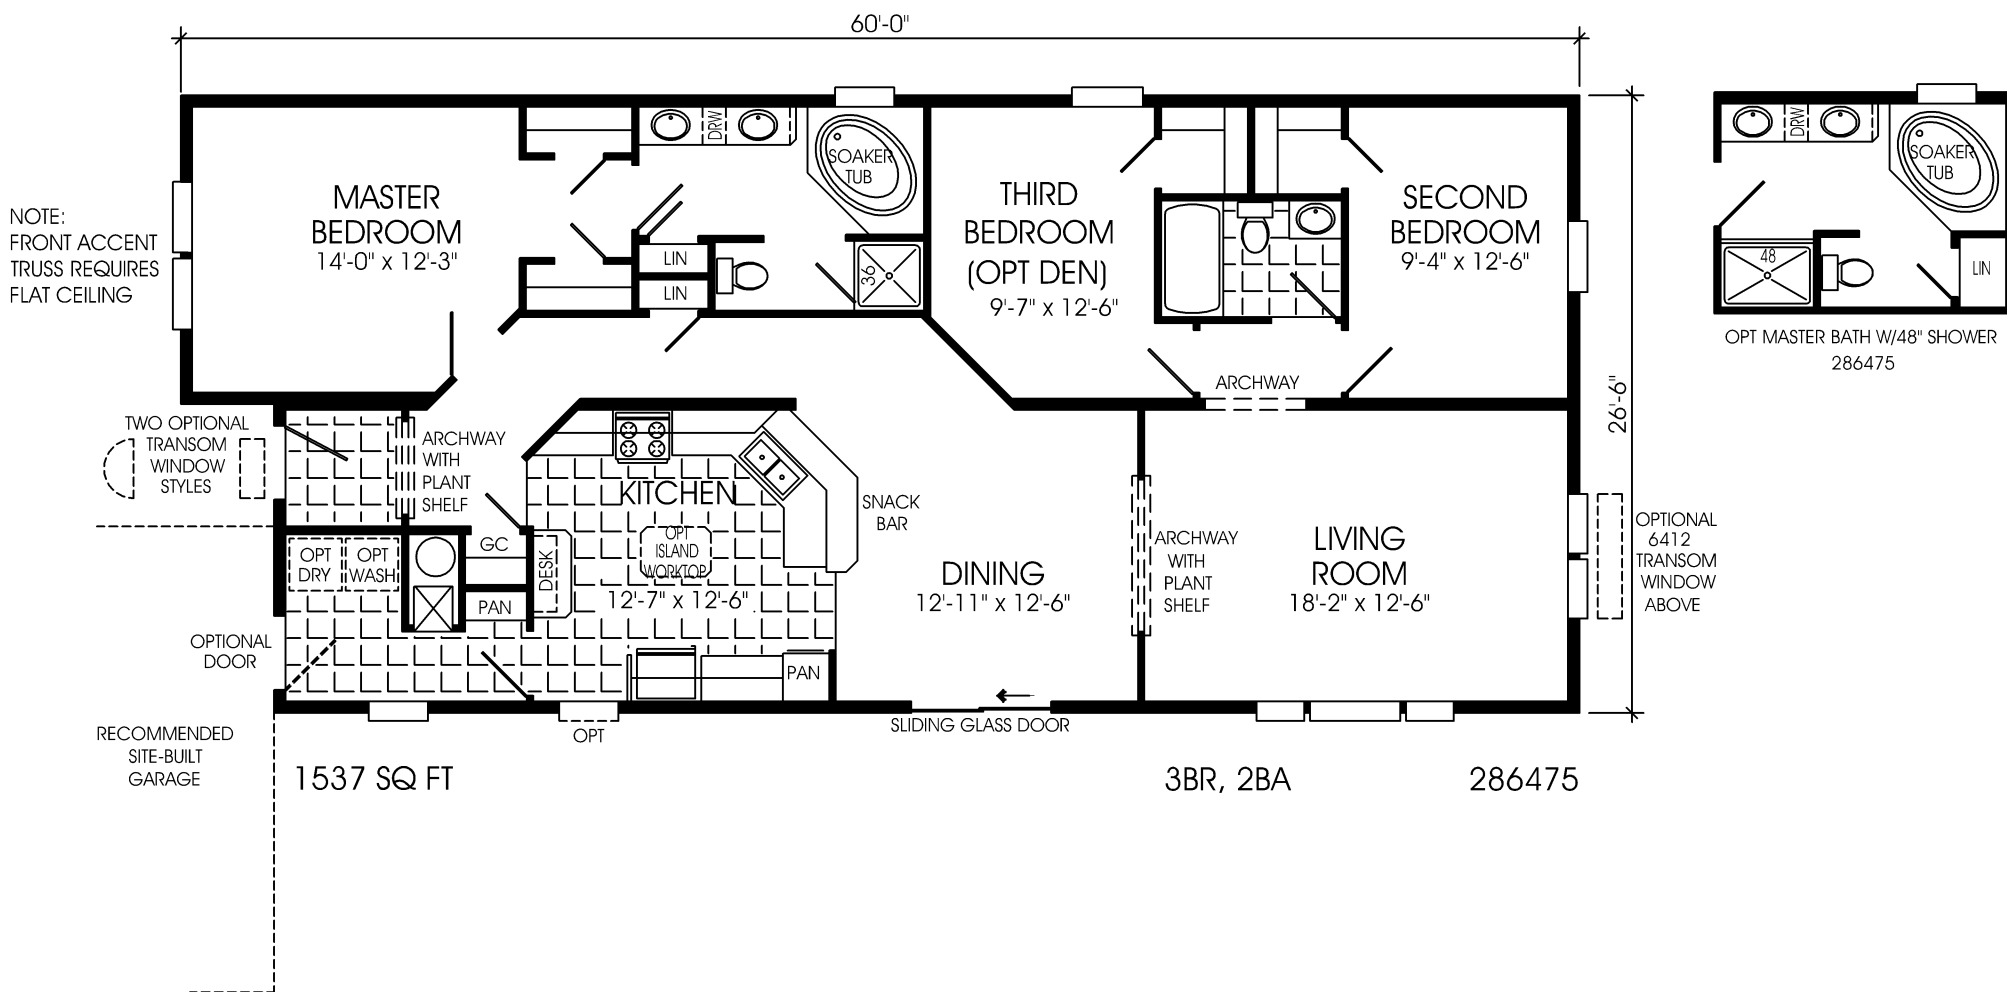 60'-0"
NOTE:
FRONT ACCENT
TRUSS REQUIRES
FLAT CEILING
MASTER
BEDROOM
14'-0" x 12'-3"
DRW
SOAKER
TUB
LIN
LIN
36
THIRD
BEDROOM
(OPT DEN)
9'-7" x 12'-6"
SECOND
BEDROOM
9'-4" x 12'-6"
26'-6"
DRW
SOAKER
TUB
48
LIN
OPT MASTER BATH W/48" SHOWER
286475
TWO OPTIONAL
TRANSOM
WINDOW
STYLES
ARCHWAY
WITH
PLANT
SHELF
ARCHWAY
KITCHEN
OPT
ISLAND
WORKTOP
12'-7" x 12'-6"
SNACK
BAR
GC
DESK
PAN
OPT
DRY
OPT
WASH
DINING
12'-11" x 12'-6"
ARCHWAY
WITH
PLANT
SHELF
LIVING
ROOM
18'-2" x 12'-6"
OPTIONAL
6412
TRANSOM
WINDOW
ABOVE
OPTIONAL
DOOR
PAN
RECOMMENDED
SITE-BUILT
GARAGE
OPT
SLIDING GLASS DOOR
1537 SQ FT
3BR, 2BA
286475